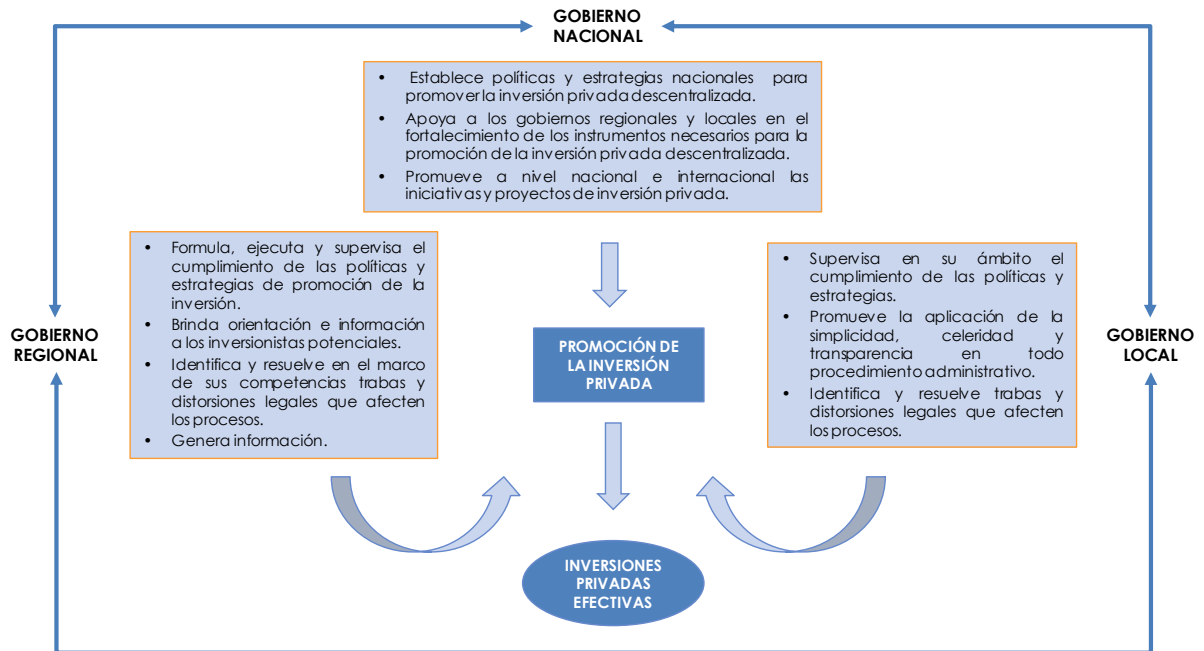 GOBIERNO
NACIONAL
• Establece políticas y estrategias nacionales para
promover la inversión privada descentralizada.
• Apoya a los gobiernos regionales y locales en el
fortalecimiento de los instrumentos necesarios para la
promoción de la inversión privada descentralizada.
• Promueve a nivel nacional e internacional las
iniciativas y proyectos de inversión privada.
• Formula, ejecuta y supervisa el
cumplimiento de las políticas y
estrategias de promoción de la
inversión.
• Brinda orientación e información
a los inversionistas potenciales.
• Identifica y resuelve en el marco
de sus competencias trabas y
distorsiones legales que afecten
los procesos.
• Genera información.
• Supervisa en su ámbito el
cumplimiento de las políticas y
estrategias.
• Promueve la aplicación de la
simplicidad, celeridad y
transparencia en todo
procedimiento administrativo.
• Identifica y resuelve trabas y
distorsiones legales que afecten
los procesos.
GOBIERNO
REGIONAL
PROMOCIÓN DE
LA INVERSIÓN
PRIVADA
GOBIERNO
LOCAL
INVERSIONES
PRIVADAS
EFECTIVAS